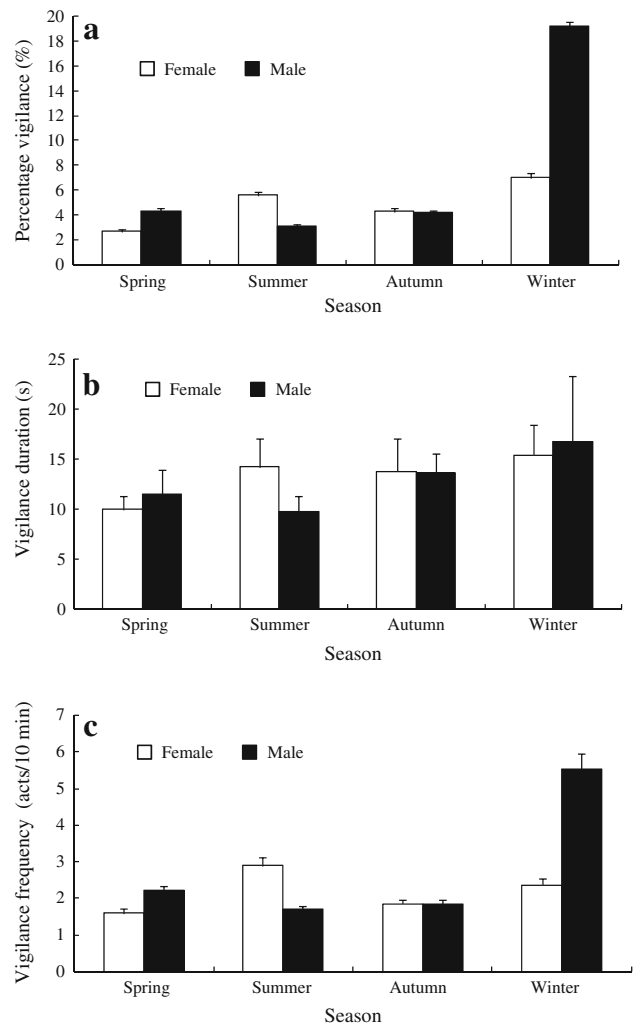 a
Percentage vigilance (%)
20
18
16
14
12
10
8
6
4
2
0
Female
Male
Spring
Summer
Autumn
Winter
Season
b
Vigilance duration (s)
25
20
15
10
5
0
Female
Male
Spring
Summer
Autumn
Winter
Season
c
Vigilance frequency (acts/10 min)
7
6
5
4
3
2
1
0
Female
Male
Spring
Summer
Autumn
Winter
Season